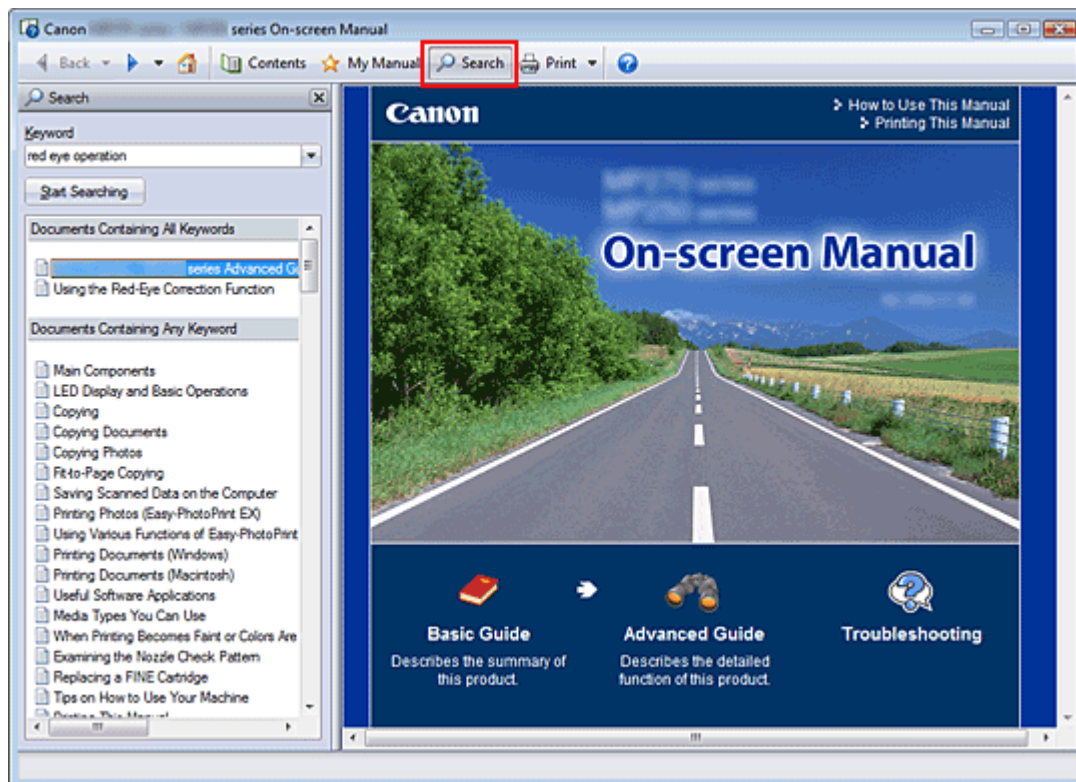 Canon series On-screen Manual
Back Contents My Manual Search Print
Search
Keyword
red eye operation
Start Searching
Documents Containing All Keywords
series Advanced G
Using the Red-Eye Correction Function
Documents Containing Any Keyword
Main Components
LED Display and Basic Operations
Copying
Copying Documents
Copying Photos
Fit-to-Page Copying
Saving Scanned Data on the Computer
Printing Photos (Easy-PhotoPrint EX)
Using Various Functions of Easy-PhotoPrint
Printing Documents (Windows)
Printing Documents (Macintosh)
Useful Software Applications
Media Types You Can Use
When Printing Becomes Faint or Colors Are
Examining the Nozzle Check Pattern
Replacing a FINE Cartridge
Tips on How to Use Your Machine
Printing This Manual
Canon
How to Use This Manual
Printing This Manual
series
series
On-screen Manual
Basic Guide
Describes the summary of
this product.
Advanced Guide
Describes the detailed
function of this product.
Troubleshooting